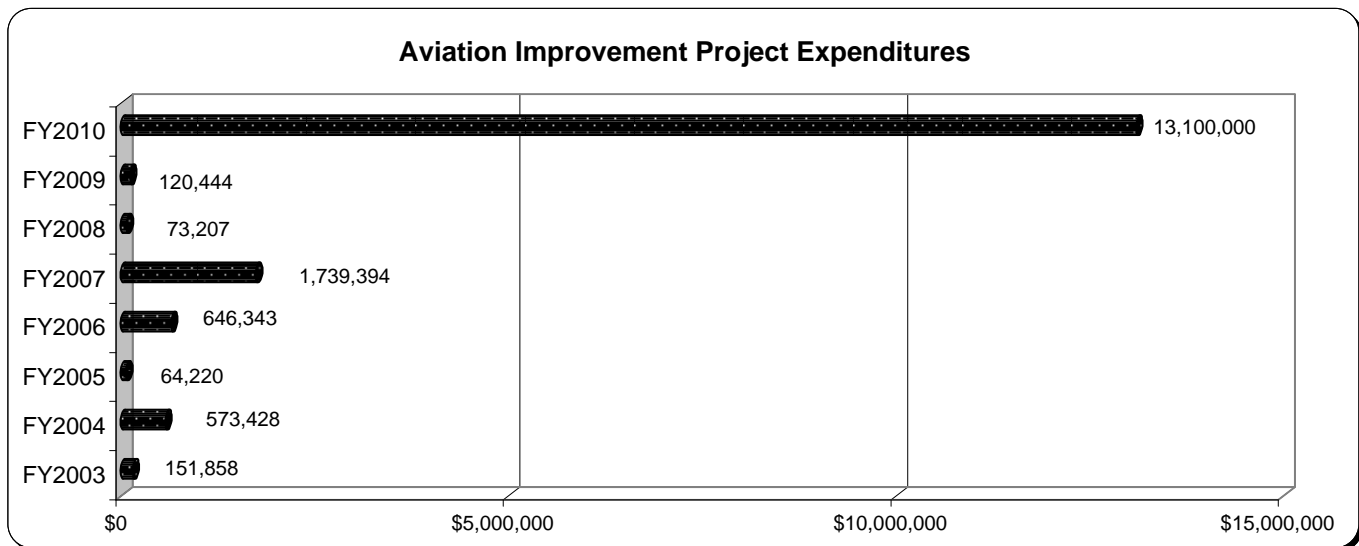 Aviation Improvement Project Expenditures
FY2010 13,100,000
FY2009 120,444
FY2008 73,207
FY2007 1,739,394
FY2006 646,343
FY2005 64,220
FY2004 573,428
FY2003 151,858
$0 $5,000,000 $10,000,000 $15,000,000